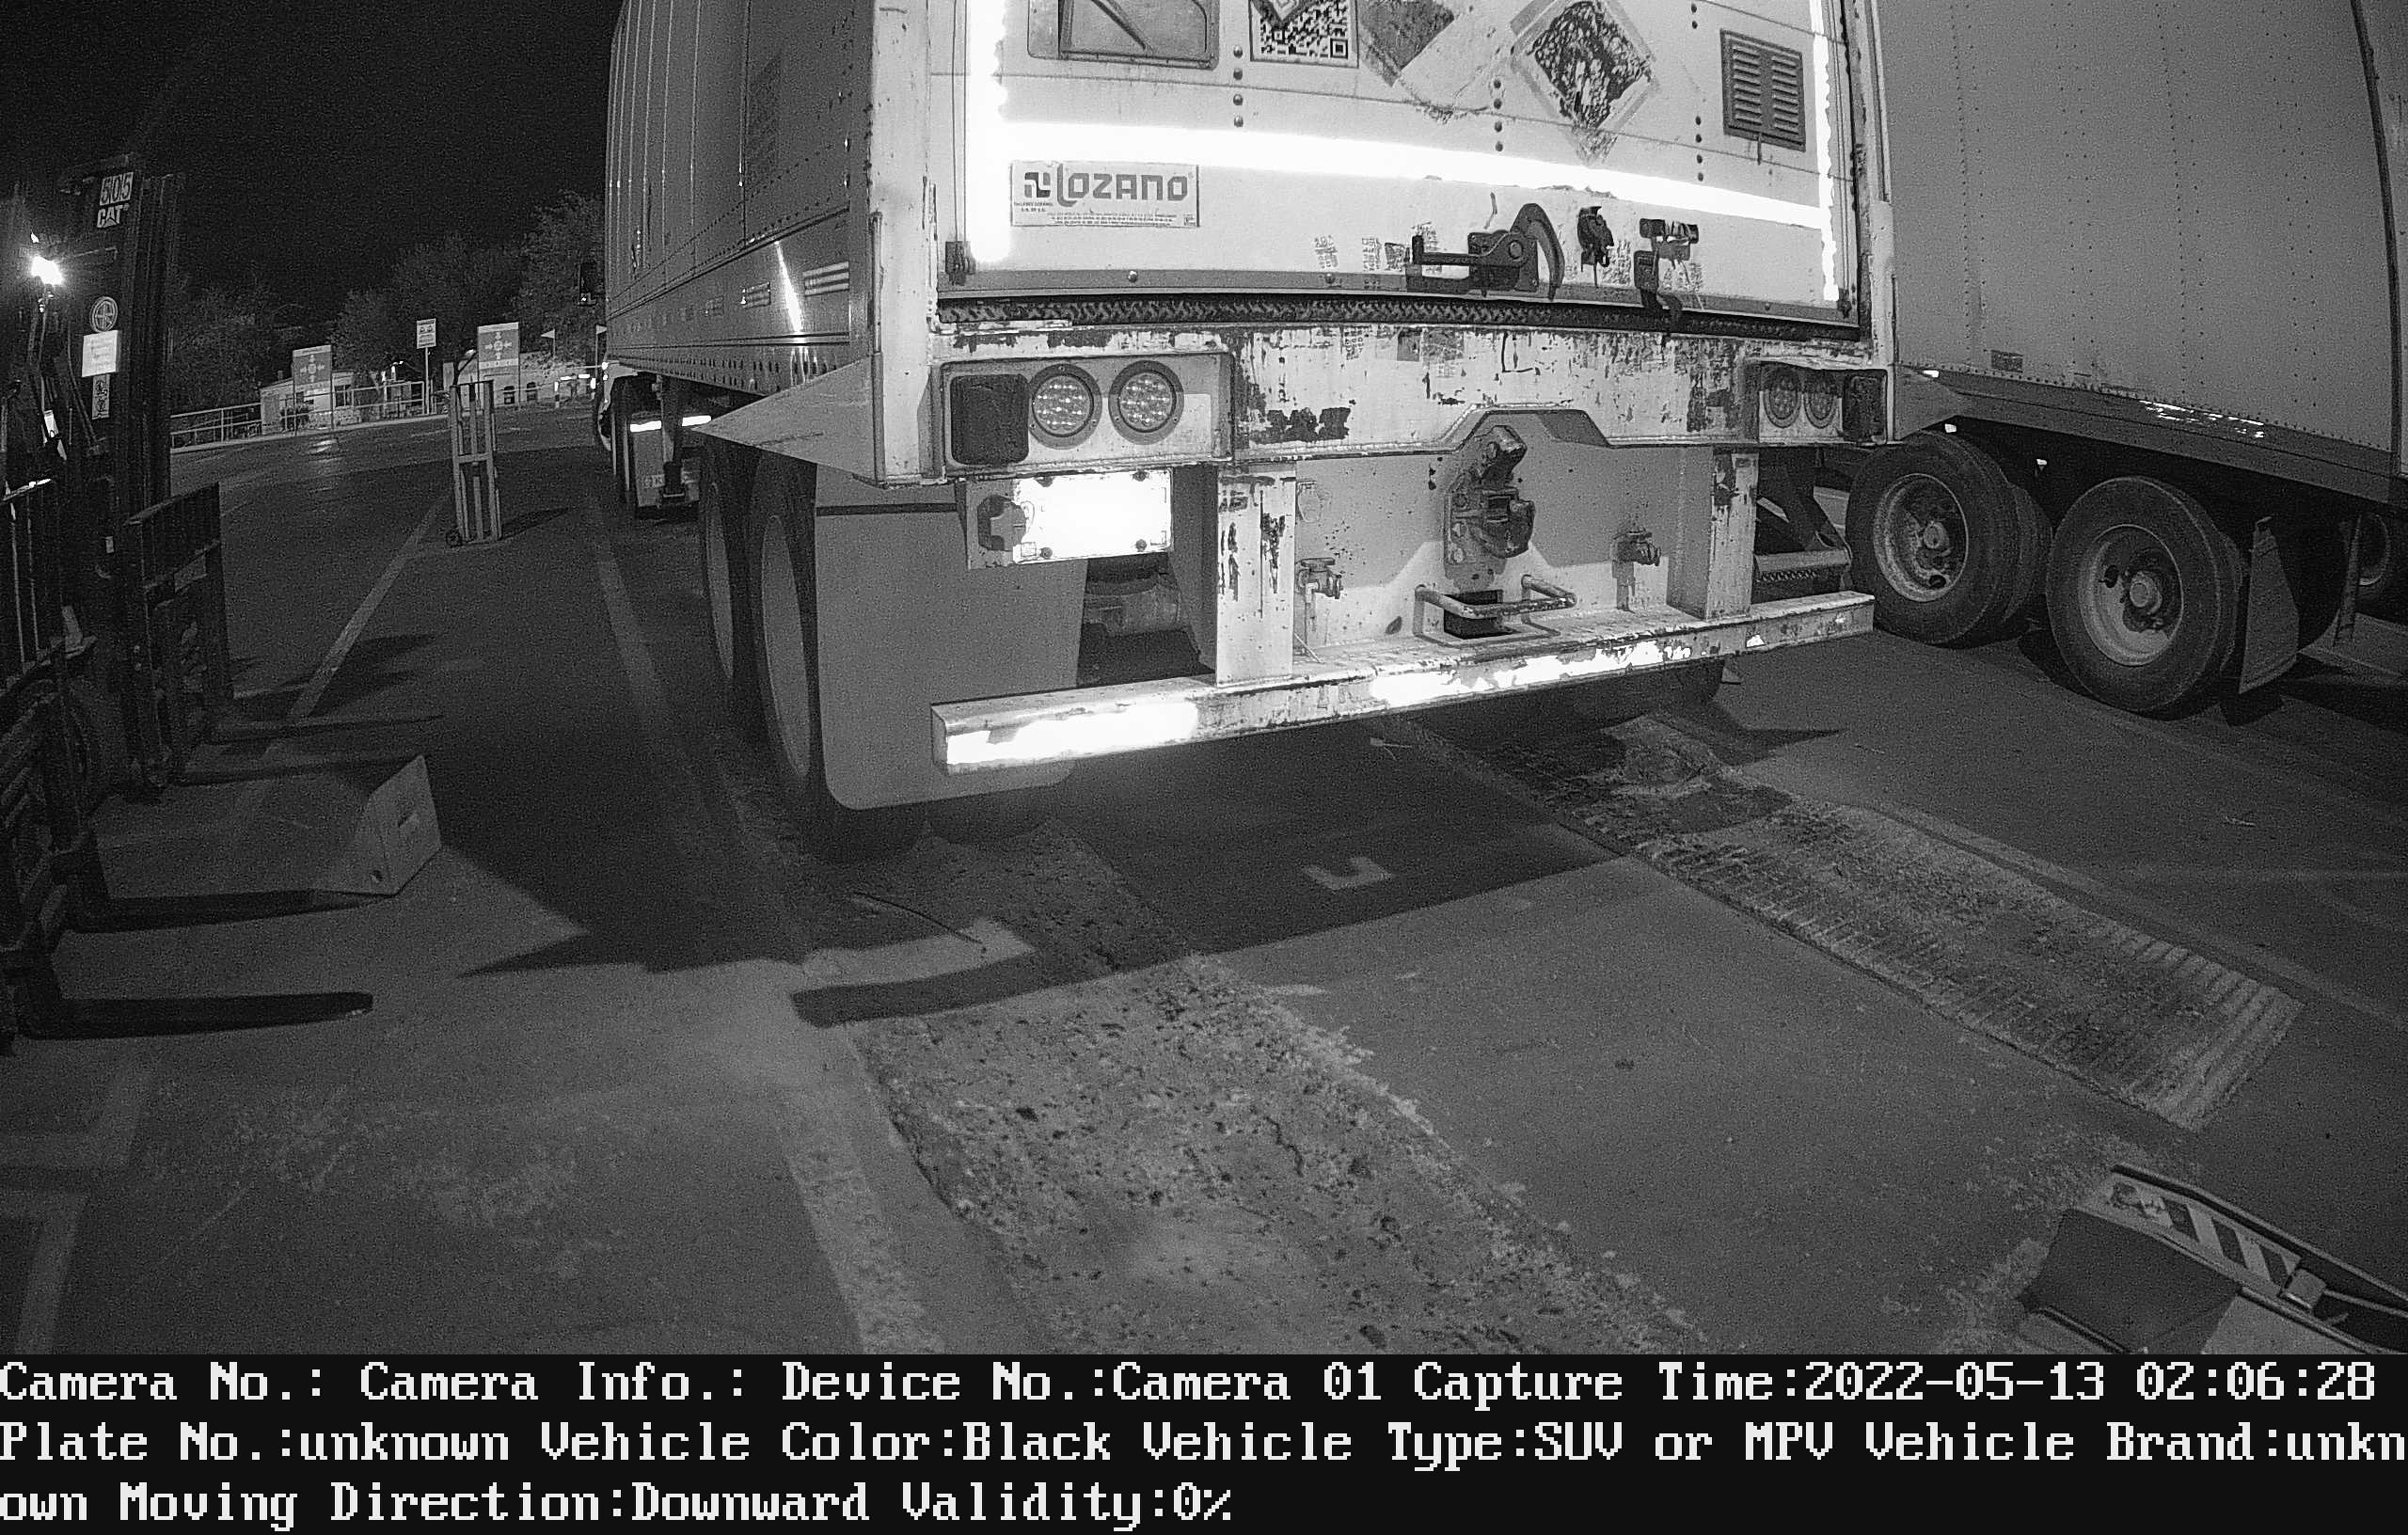 505
CAT
LOZANO
Camera No.: Camera Info.: Device No.:Camera 01 Capture Time:2022-05-13 02:06:28
Plate No.:unknown Vehicle Color:Black Vehicle Type:SUV or MPV Vehicle Brand:unkn
own Moving Direction:Downward Validity:0%